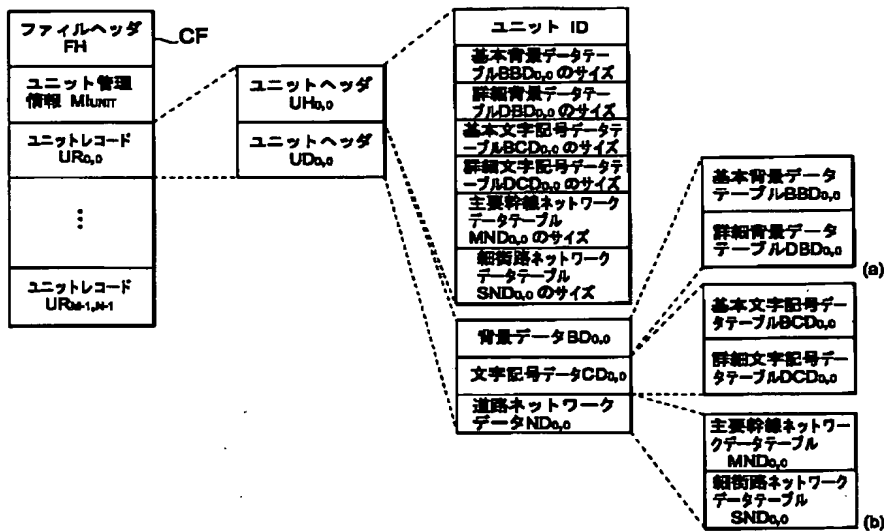 ファイルヘッダ
FH
CF
ユニット管理
情報 MIUNIT
ユニットレコード
UR0,0
⋮
ユニットレコード
URM-1,N-1
ユニットヘッダ
UH0,0
ユニットヘッダ
UD0,0
ユニット ID
基本背景データテー
ブルBBD0,0 のサイズ
詳細背景データテー
ブルDBD0,0 のサイズ
基本文字記号データテ
ーブルBCD0,0 のサイズ
詳細文字記号データテ
ーブルDCD0,0 のサイズ
主要幹線ネットワーク
データテーブル
MND0,0 のサイズ
細街路ネットワーク
データテーブル
SND0,0 のサイズ
背景データBD0,0
文字記号データCD0,0
道路ネットワーク
データND0,0
基本背景データ
テーブルBBD0,0
詳細背景データ
テーブルDBD0,0
(a)
基本文字記号デー
タテーブルBCD0,0
詳細文字記号デー
タテーブルDCD0,0
主要幹線ネットワー
クデータテーブル
MND0,0
細街路ネットワーク
データテーブル
SND0,0
(b)